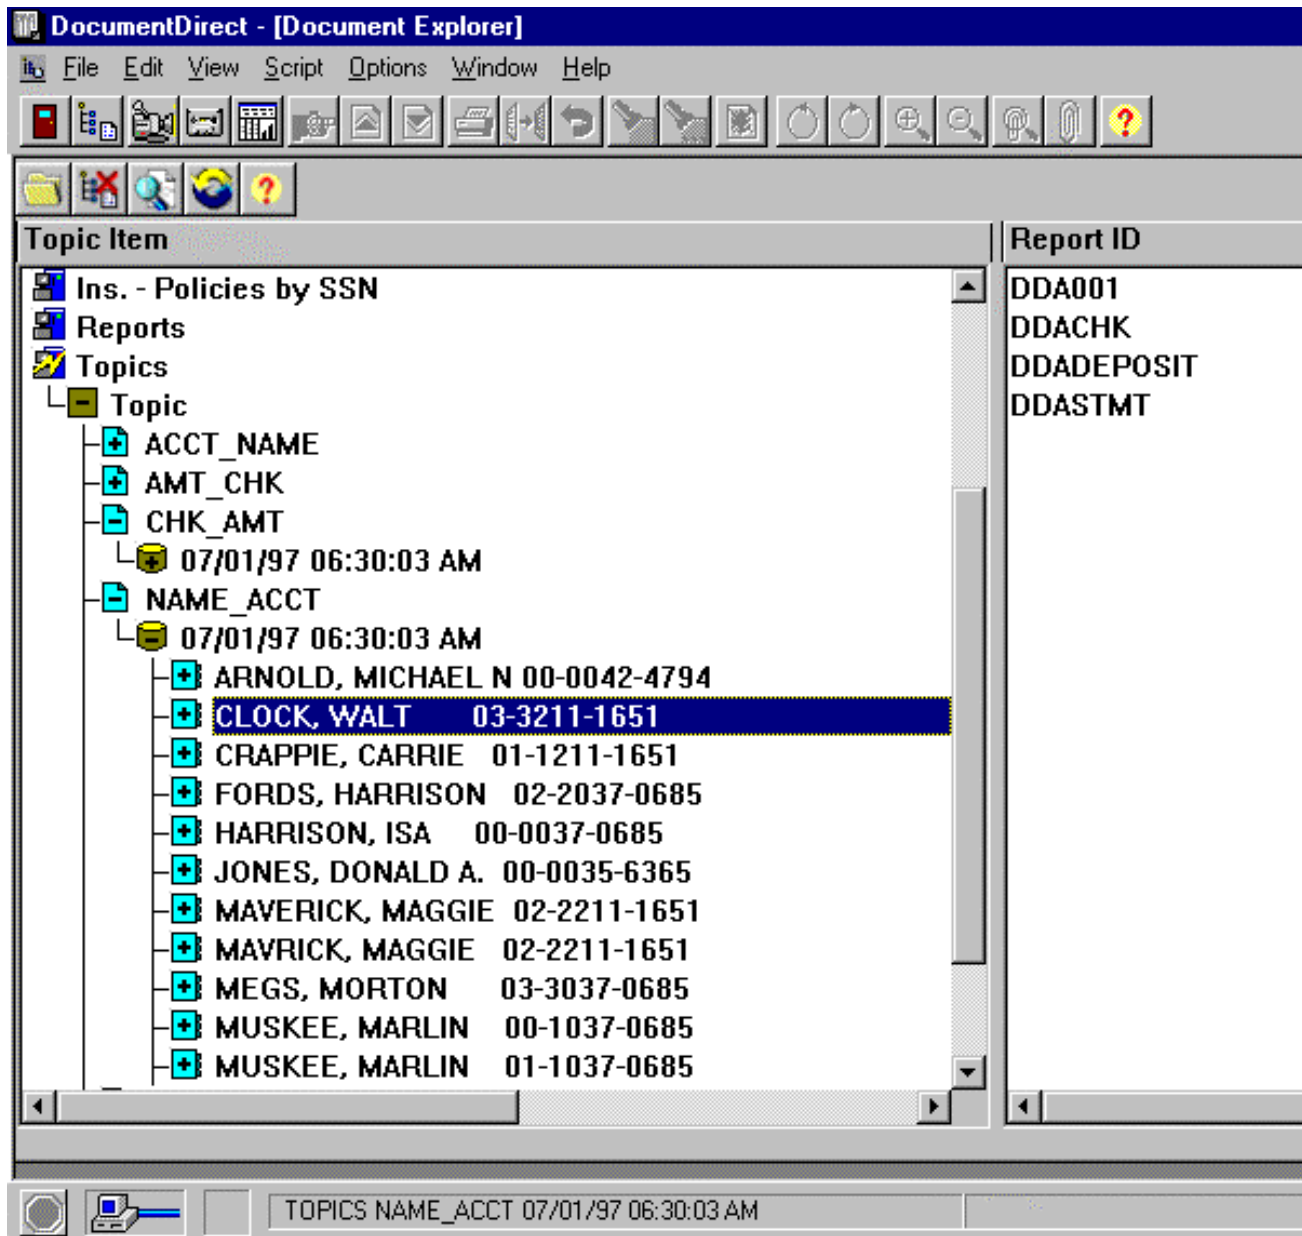 DocumentDirect - [Document Explorer]
File Edit View Script Options Window Help
Topic Item
Ins. - Policies by SSN
Reports
Topics
Topic
ACCT_NAME
AMT_CHK
CHK_AMT
07/01/97 06:30:03 AM
NAME_ACCT
07/01/97 06:30:03 AM
ARNOLD, MICHAEL N 00-0042-4794
CLOCK, WALT 03-3211-1651
CRAPPIE, CARRIE 01-1211-1651
FORDS, HARRISON 02-2037-0685
HARRISON, ISA 00-0037-0685
JONES, DONALD A. 00-0035-6365
MAVERICK, MAGGIE 02-2211-1651
MAVRICK, MAGGIE 02-2211-1651
MEGS, MORTON 03-3037-0685
MUSKEE, MARLIN 00-1037-0685
MUSKEE, MARLIN 01-1037-0685
Report ID
DDA001
DDACHK
DDADEPOSIT
DDASTMT
TOPICS NAME_ACCT 07/01/97 06:30:03 AM